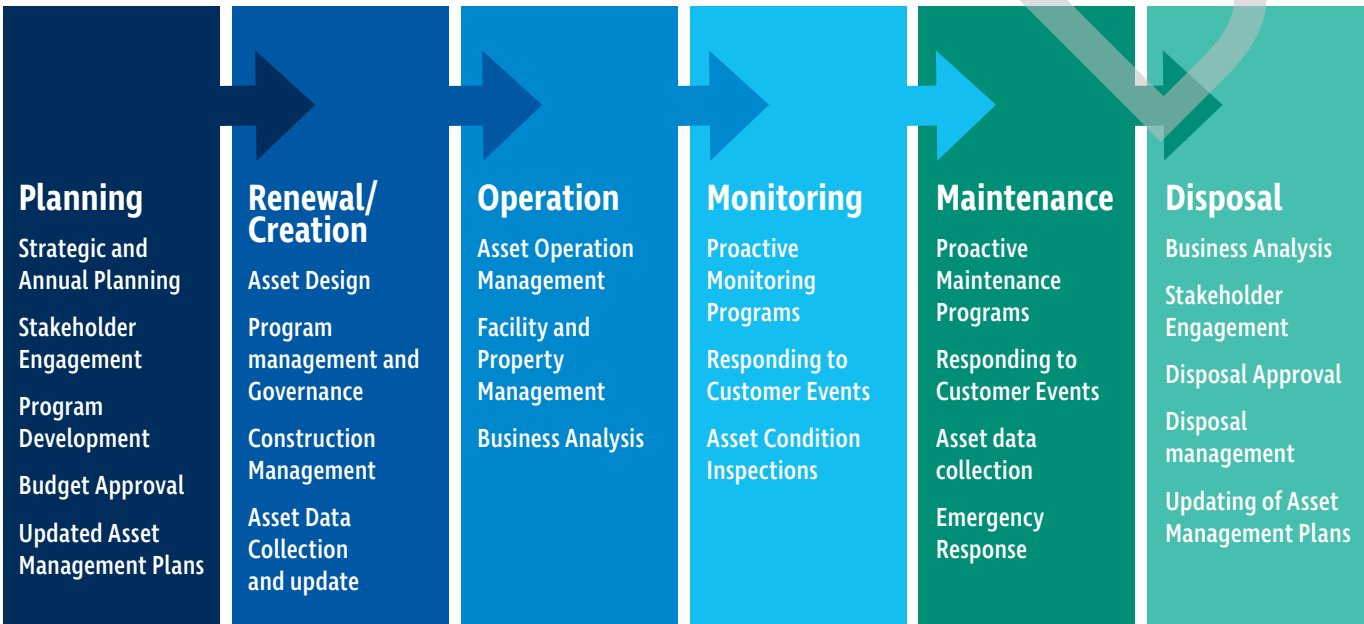 Planning
Strategic and
Annual Planning
Stakeholder
Engagement
Program
Development
Budget Approval
Updated Asset
Management Plans
Renewal/
Creation
Asset Design
Program
management and
Governance
Construction
Management
Asset Data
Collection
and update
Operation
Asset Operation
Management
Facility and
Property
Management
Business Analysis
Monitoring
Proactive
Monitoring
Programs
Responding to
Customer Events
Asset Condition
Inspections
Maintenance
Proactive
Maintenance
Programs
Responding to
Customer Events
Asset data
collection
Emergency
Response
Disposal
Business Analysis
Stakeholder
Engagement
Disposal Approval
Disposal
management
Updating of Asset
Management Plans